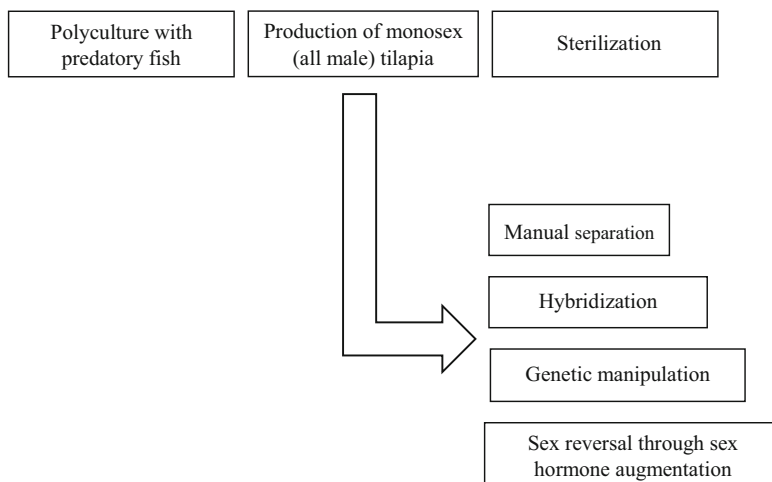 Polyculture with
predatory fish
Production of monosex
(all male) tilapia
Sterilization
Manual separation
Hybridization
Genetic manipulation
Sex reversal through sex
hormone augmentation